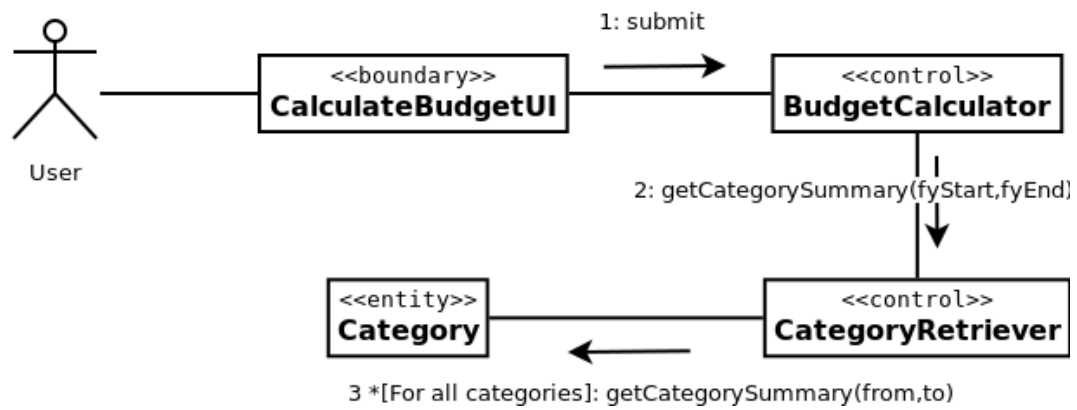 1: submit
<<boundary>>
CalculateBudgetUI
<<control>>
BudgetCalculator
User
2: getCategorySummary(fyStart,fyEnd)
<<entity>>
Category
<<control>>
CategoryRetriever
3 *[For all categories]: getCategorySummary(from,to)